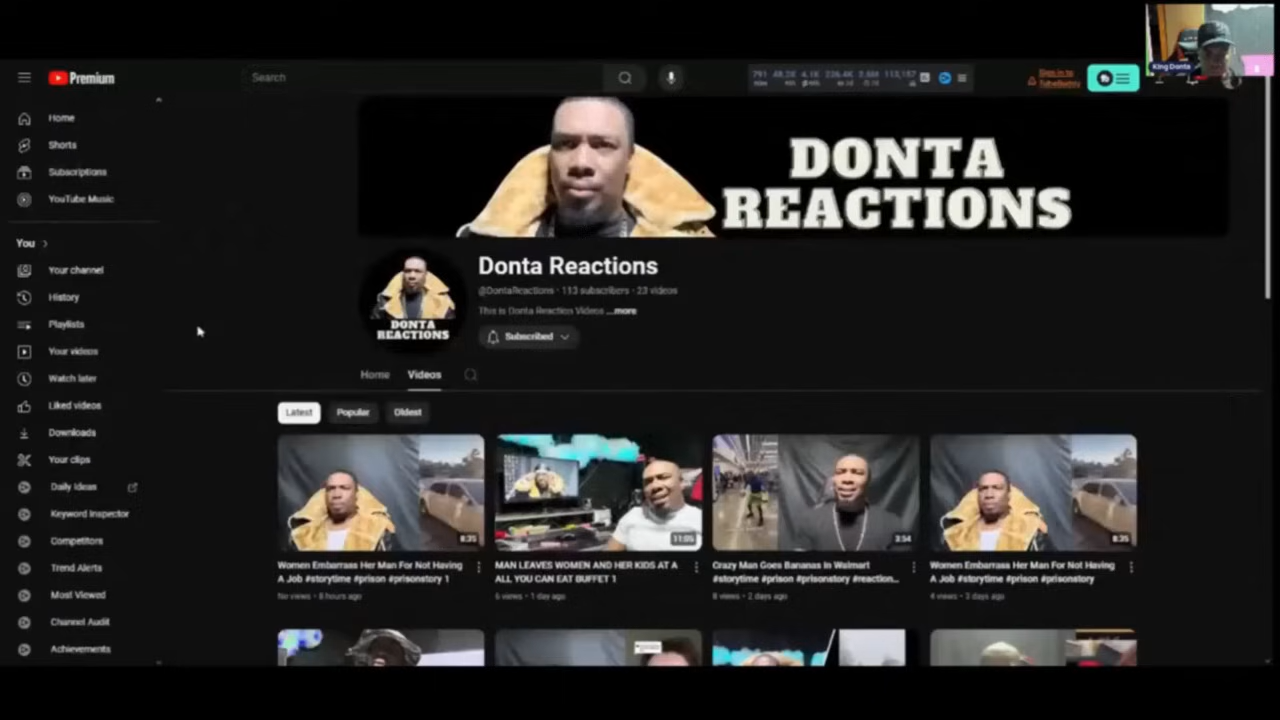 King Donta
Premium
Search
Sign in to
TubeBuddy
Home
Shorts
Subscriptions
YouTube Music
You
Your channel
History
Playlists
Your videos
Watch later
Liked videos
Downloads
Your clips
Daily Ideas
Keyword Inspector
Competitors
Trend Alerts
Most Viewed
Channel Audit
Achievements
DONTA
REACTIONS
DONTA
REACTIONS
Donta Reactions
@DontaReactions · 113 subscribers · 23 videos
This is Donta Reaction Videos ...more
Subscribed
Home Videos
Latest Popular Oldest
8:35
Women Embarrass Her Man For Not Having
A Job #storytime #prison #prisonstory 1
No views · 8 hours ago
11:05
MAN LEAVES WOMEN AND HER KIDS AT A
ALL YOU CAN EAT BUFFET 1
6 views · 1 day ago
3:54
Crazy Man Goes Bananas In Walmart
#storytime #prison #prisonstory #reaction...
8 views · 2 days ago
8:35
Women Embarrass Her Man For Not Having
A Job #storytime #prison #prisonstory
4 views · 3 days ago